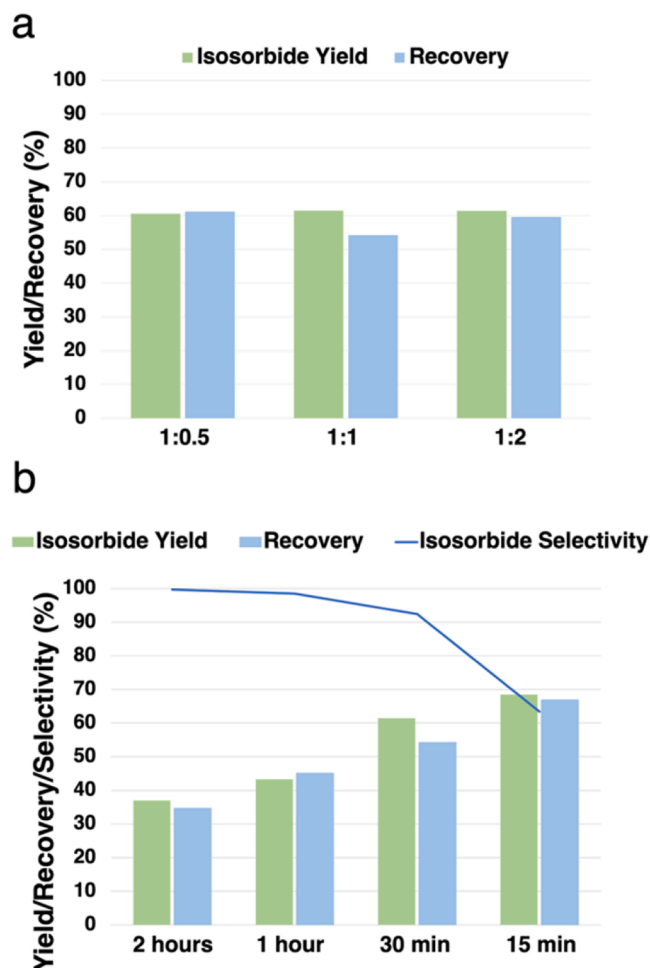 a
Isosorbide Yield Recovery
Yield/Recovery (%)
100
90
80
70
60
50
40
30
20
10
0
1:0.5 1:1 1:2
b
Isosorbide Yield Recovery Isosorbide Selectivity
Yield/Recovery/Selectivity (%)
100
90
80
70
60
50
40
30
20
10
0
2 hours 1 hour 30 min 15 min